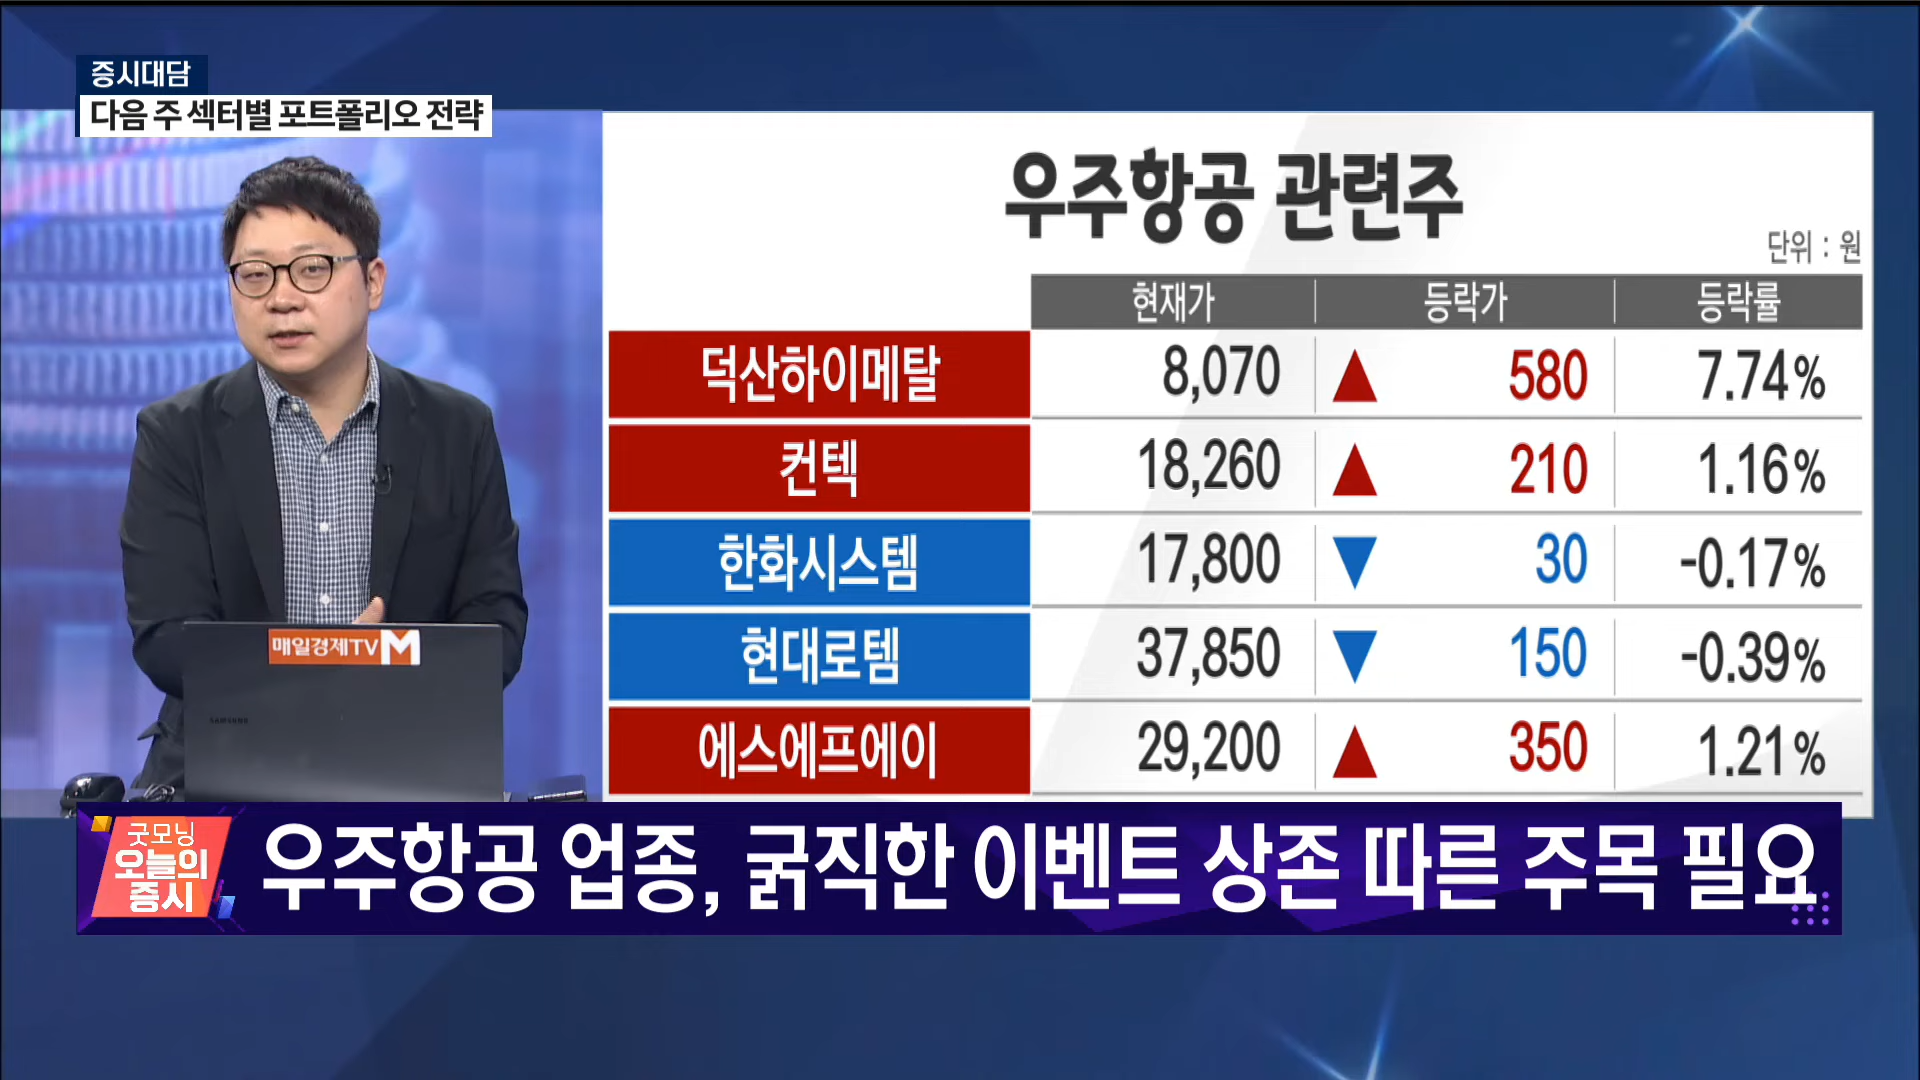 증시대담
다음 주 섹터별 포트폴리오 전략
우주항공 관련주
단위 : 원
현재가 등락가 등락률
덕산하이메탈 8,070 ▲ 580 7.74%
컨텍 18,260 ▲ 210 1.16%
한화시스템 17,800 ▼ 30 -0.17%
현대로템 37,850 ▼ 150 -0.39%
에스에프에이 29,200 ▲ 350 1.21%
매일경제TV M
SAMSUNG
굿모닝
오늘의
증시
우주항공 업종, 굵직한 이벤트 상존 따른 주목 필요